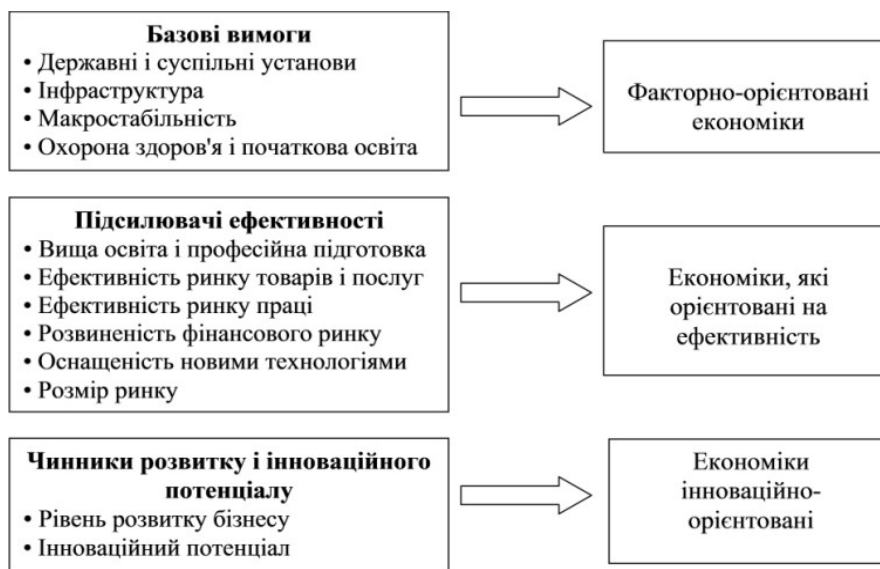 Базові вимоги
• Державні і суспільні установи
• Інфраструктура
• Макростабільність
• Охорона здоров'я і початкова освіта
Факторно-орієнтовані
економіки
Підсилювачі ефективності
• Вища освіта і професійна підготовка
• Ефективність ринку товарів і послуг
• Ефективність ринку праці
• Розвиненість фінансового ринку
• Оснащеність новими технологіями
• Розмір ринку
Економіки, які
орієнтовані на
ефективність
Чинники розвитку і інноваційного
потенціалу
• Рівень розвитку бізнесу
• Інноваційний потенціал
Економіки
інноваційно-
орієнтовані